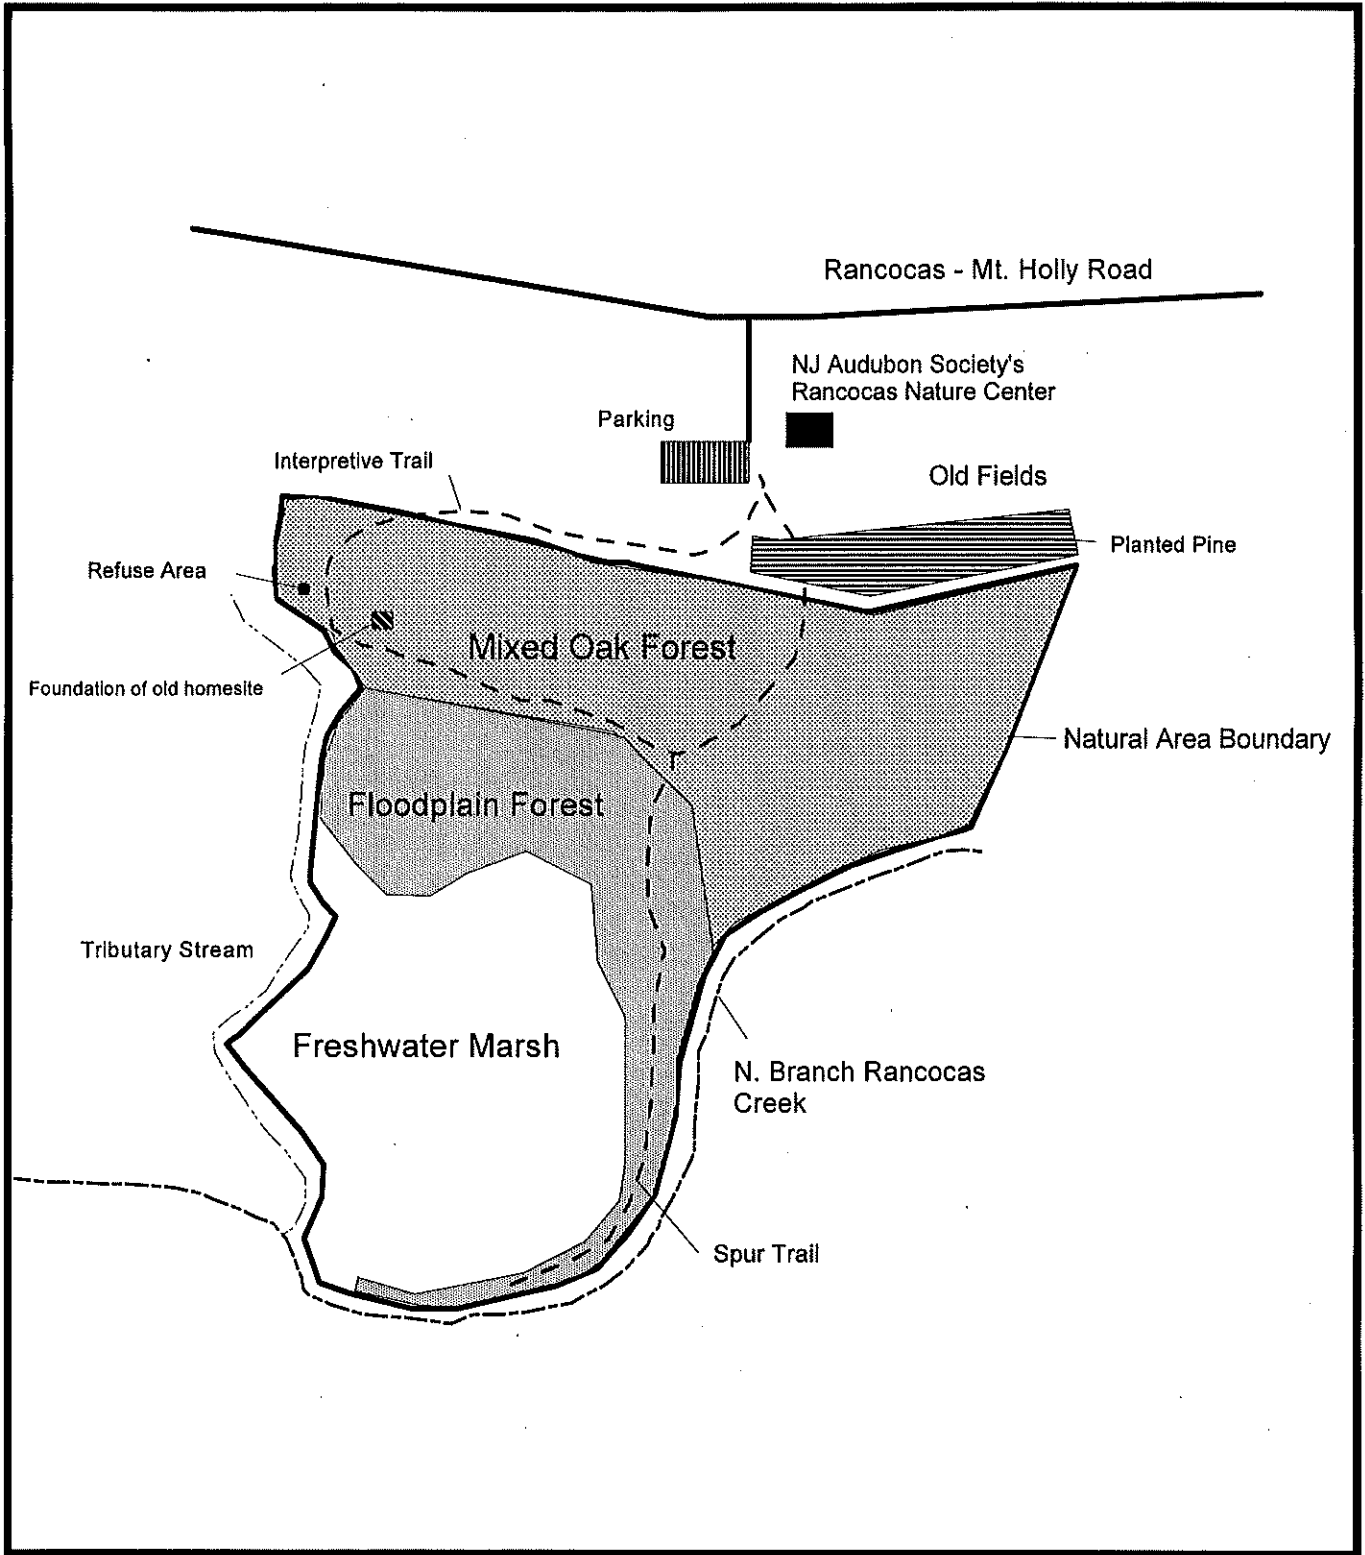 Rancocas - Mt. Holly Road
NJ Audubon Society's
Rancocas Nature Center
Parking
Interpretive Trail
Old Fields
Planted Pine
Refuse Area
Mixed Oak Forest
Foundation of old homesite
Natural Area Boundary
Floodplain Forest
Tributary Stream
Freshwater Marsh
N. Branch Rancocas
Creek
Spur Trail